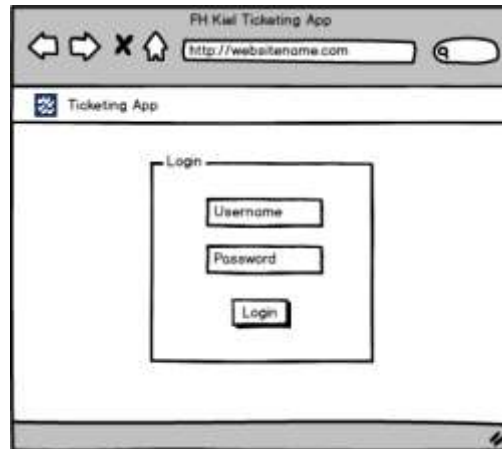 FH Kiel Ticketing App
http://websitename.com
Ticketing App
Login
Username
Password
Login